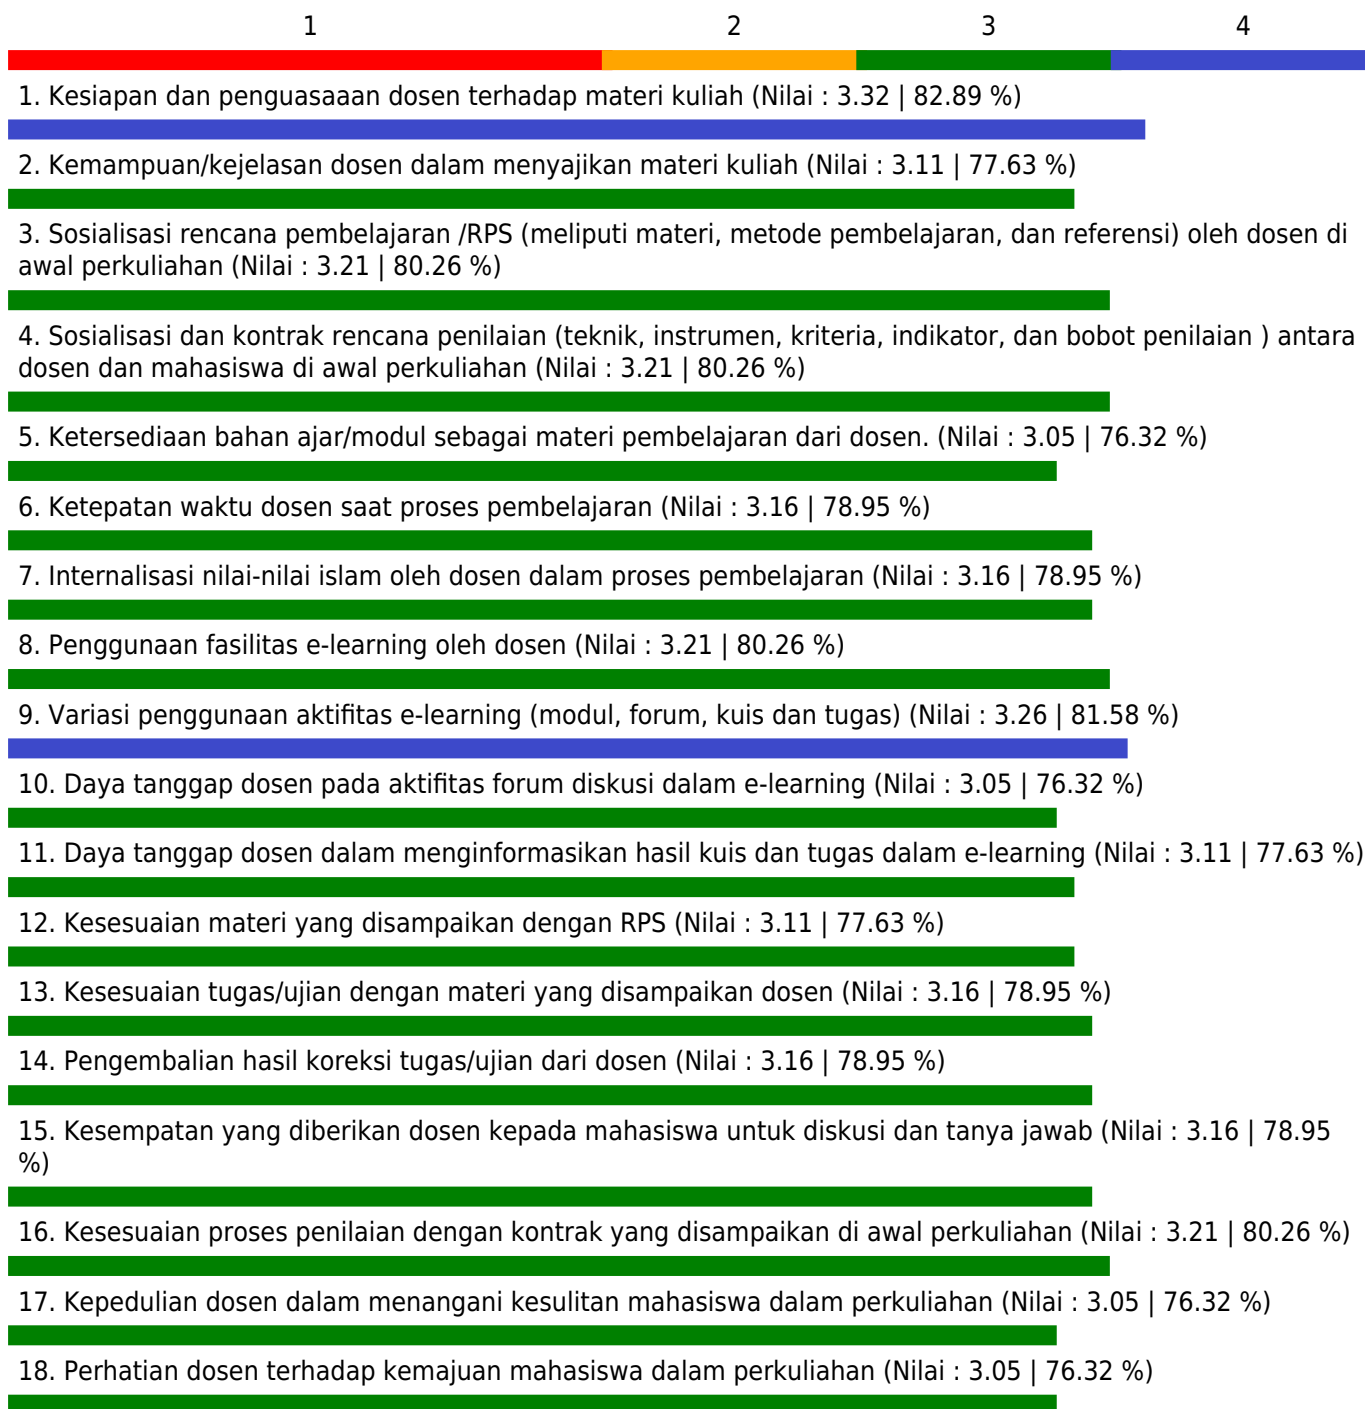 1 2 3 4
1. Kesiapan dan penguasaaan dosen terhadap materi kuliah (Nilai : 3.32 | 82.89 %)
2. Kemampuan/kejelasan dosen dalam menyajikan materi kuliah (Nilai : 3.11 | 77.63 %)
3. Sosialisasi rencana pembelajaran /RPS (meliputi materi, metode pembelajaran, dan referensi) oleh dosen di
awal perkuliahan (Nilai : 3.21 | 80.26 %)
4. Sosialisasi dan kontrak rencana penilaian (teknik, instrumen, kriteria, indikator, dan bobot penilaian ) antara
dosen dan mahasiswa di awal perkuliahan (Nilai : 3.21 | 80.26 %)
5. Ketersediaan bahan ajar/modul sebagai materi pembelajaran dari dosen. (Nilai : 3.05 | 76.32 %)
6. Ketepatan waktu dosen saat proses pembelajaran (Nilai : 3.16 | 78.95 %)
7. Internalisasi nilai-nilai islam oleh dosen dalam proses pembelajaran (Nilai : 3.16 | 78.95 %)
8. Penggunaan fasilitas e-learning oleh dosen (Nilai : 3.21 | 80.26 %)
9. Variasi penggunaan aktifitas e-learning (modul, forum, kuis dan tugas) (Nilai : 3.26 | 81.58 %)
10. Daya tanggap dosen pada aktifitas forum diskusi dalam e-learning (Nilai : 3.05 | 76.32 %)
11. Daya tanggap dosen dalam menginformasikan hasil kuis dan tugas dalam e-learning (Nilai : 3.11 | 77.63 %)
12. Kesesuaian materi yang disampaikan dengan RPS (Nilai : 3.11 | 77.63 %)
13. Kesesuaian tugas/ujian dengan materi yang disampaikan dosen (Nilai : 3.16 | 78.95 %)
14. Pengembalian hasil koreksi tugas/ujian dari dosen (Nilai : 3.16 | 78.95 %)
15. Kesempatan yang diberikan dosen kepada mahasiswa untuk diskusi dan tanya jawab (Nilai : 3.16 | 78.95
%)
16. Kesesuaian proses penilaian dengan kontrak yang disampaikan di awal perkuliahan (Nilai : 3.21 | 80.26 %)
17. Kepedulian dosen dalam menangani kesulitan mahasiswa dalam perkuliahan (Nilai : 3.05 | 76.32 %)
18. Perhatian dosen terhadap kemajuan mahasiswa dalam perkuliahan (Nilai : 3.05 | 76.32 %)